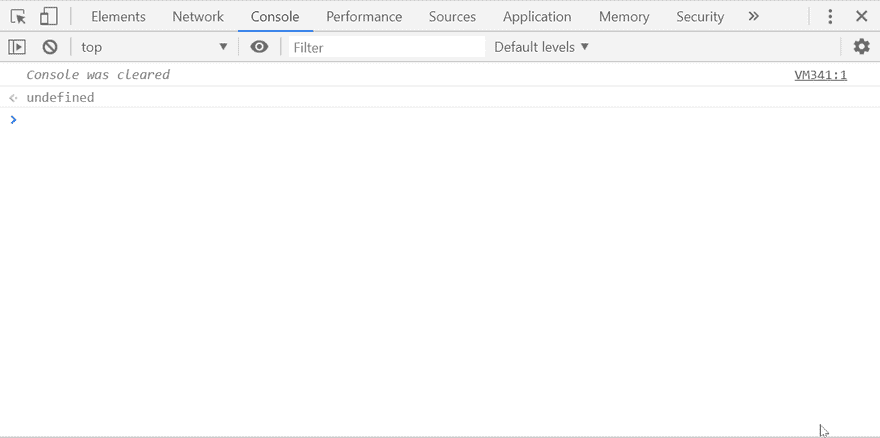 Elements Network Console Performance Sources Application Memory Security »
top Filter Default levels
Console was cleared VM341:1
undefined